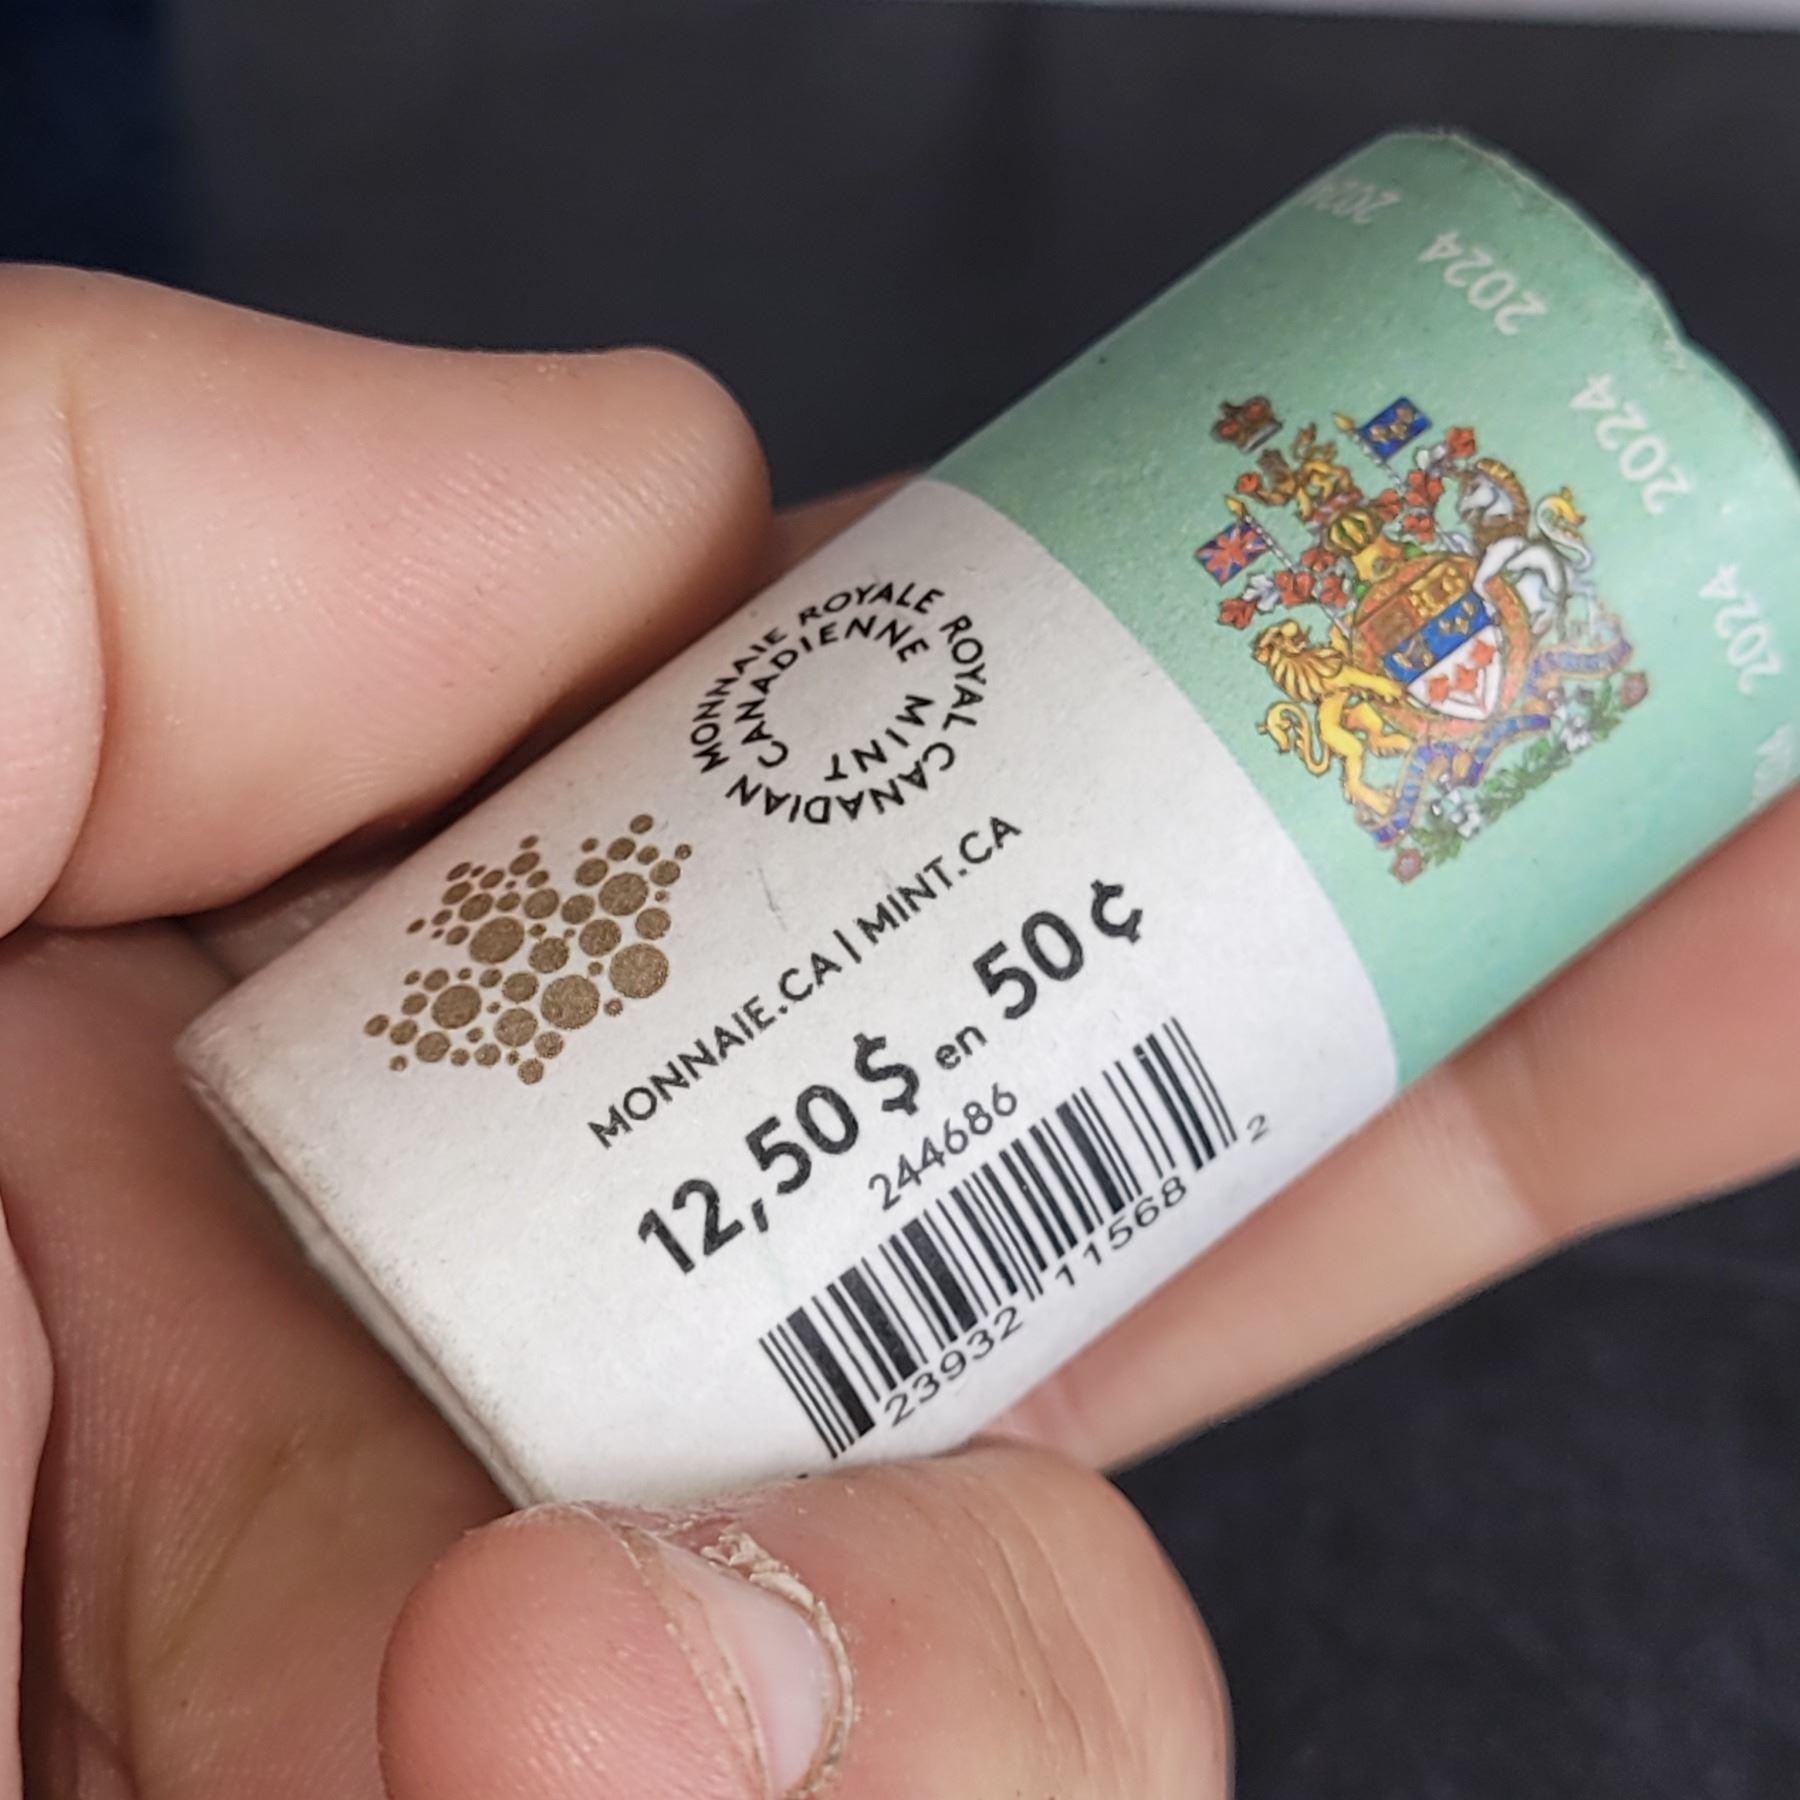 MONNAIE ROYALE
CANADIENNE
ROYAL CANADIAN
MINT
MONNAIE.CA | MINT.CA
12,50 $ en 50 ¢
244686
23932 11568 2
2024
2024
2024
2024